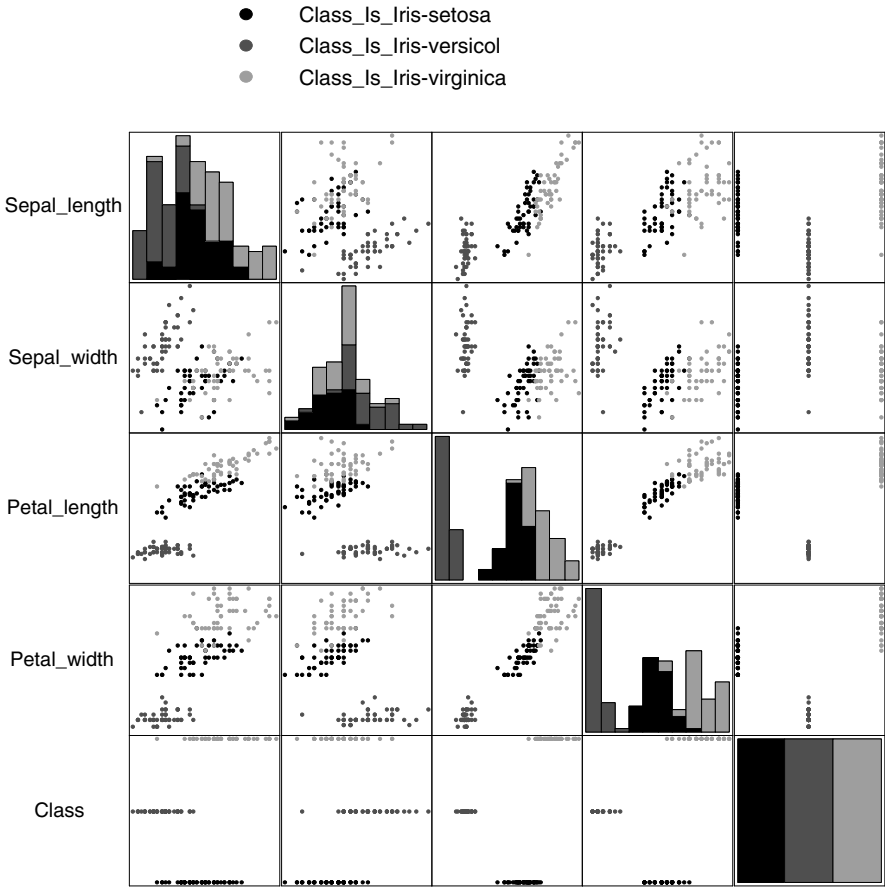 Class_Is_Iris-setosa
Class_Is_Iris-versicol
Class_Is_Iris-virginica
Sepal_length
Sepal_width
Petal_length
Petal_width
Class